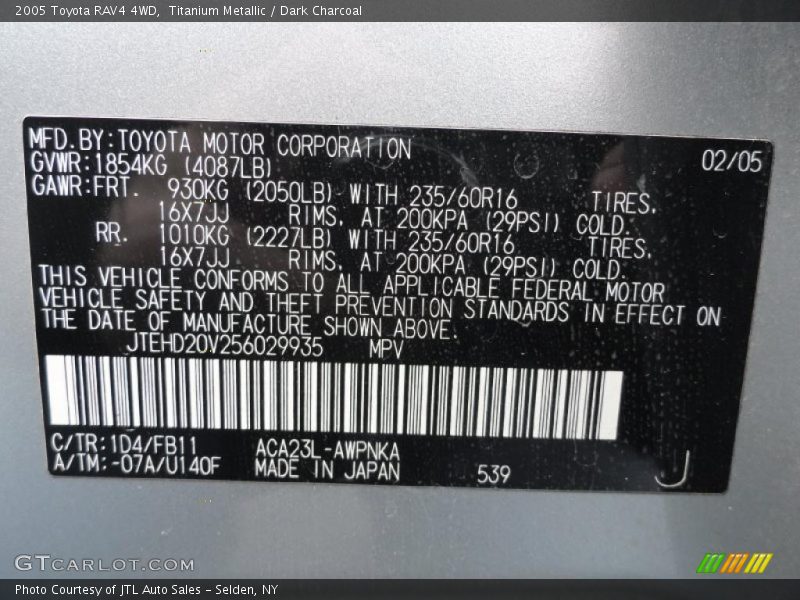 2005 Toyota RAV4 4WD, Titanium Metallic / Dark Charcoal
MFD.BY:TOYOTA MOTOR CORPORATION 02/05
GVWR:1854KG (4087LB)
GAWR:FRT. 930KG (2050LB) WITH 235/60R16 TIRES,
16X7JJ RIMS, AT 200KPA (29PSI) COLD.
RR. 1010KG (2227LB) WITH 235/60R16 TIRES,
16X7JJ RIMS, AT 200KPA (29PSI) COLD.
THIS VEHICLE CONFORMS TO ALL APPLICABLE FEDERAL MOTOR
VEHICLE SAFETY AND THEFT PREVENTION STANDARDS IN EFFECT ON
THE DATE OF MANUFACTURE SHOWN ABOVE.
JTEHD20V256029935 MPV
C/TR:1D4/FB11 ACA23L-AWPNKA
A/TM:-07A/U140F MADE IN JAPAN 539 J
GTCARLOT.COM
Photo Courtesy of JTL Auto Sales - Selden, NY